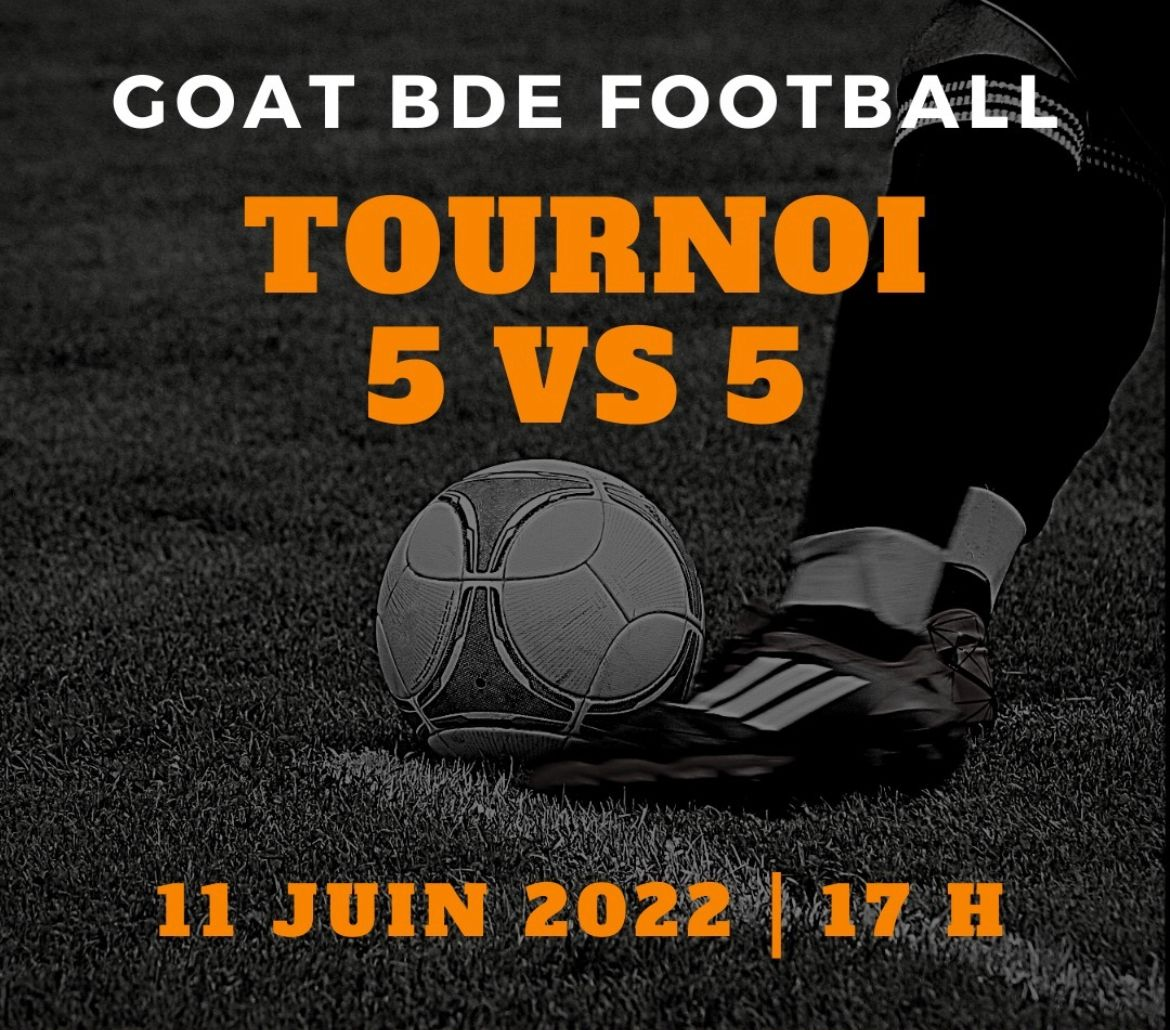 GOAT BDE FOOTBALL
TOURNOI
5 VS 5
11 JUIN 2022 | 17 H